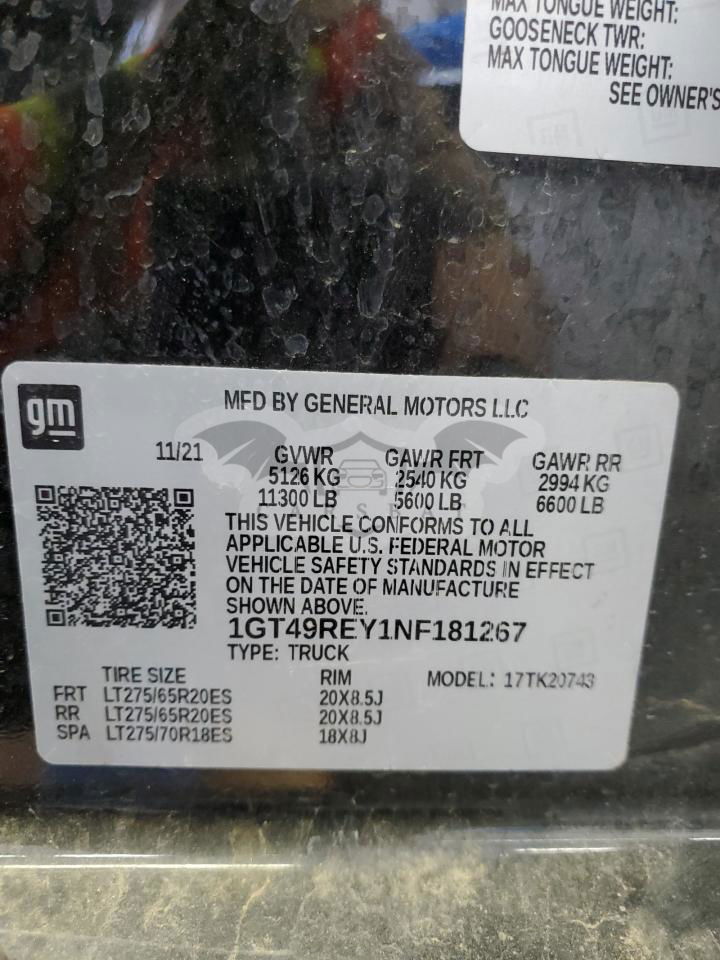 MAX TONGUE WEIGHT:
GOOSENECK TWR:
MAX TONGUE WEIGHT:
SEE OWNER'S
gm
MFD BY GENERAL MOTORS LLC
11/21 GVWR GAWR FRT GAWR RR
5126 KG 2540 KG 2994 KG
11300 LB 5600 LB 6600 LB
THIS VEHICLE CONFORMS TO ALL
APPLICABLE U.S. FEDERAL MOTOR
VEHICLE SAFETY STANDARDS IN EFFECT
ON THE DATE OF MANUFACTURE
SHOWN ABOVE.
1GT49REY1NF181267
TYPE: TRUCK
TIRE SIZE RIM MODEL: 17TK20743
FRT LT275/65R20ES 20X8.5J
RR LT275/65R20ES 20X8.5J
SPA LT275/70R18ES 18X8J